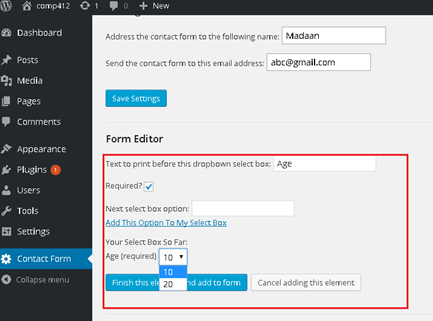 comp412 1 0 + New
Dashboard
Posts
Media
Pages
Comments
Appearance
Plugins 1
Users
Tools
Settings
Contact Form
Collapse menu
Address the contact form to the following name: Madaan
Send the contact form to this email address: abc@gmail.com
Save Settings
Form Editor
Text to print before this dropbown select box: Age
Required?
Next select box option:
Add This Option To My Select Box
Your Select Box So Far:
Age (required) 10
10
20
Finish this ele nd add to form Cancel adding this element